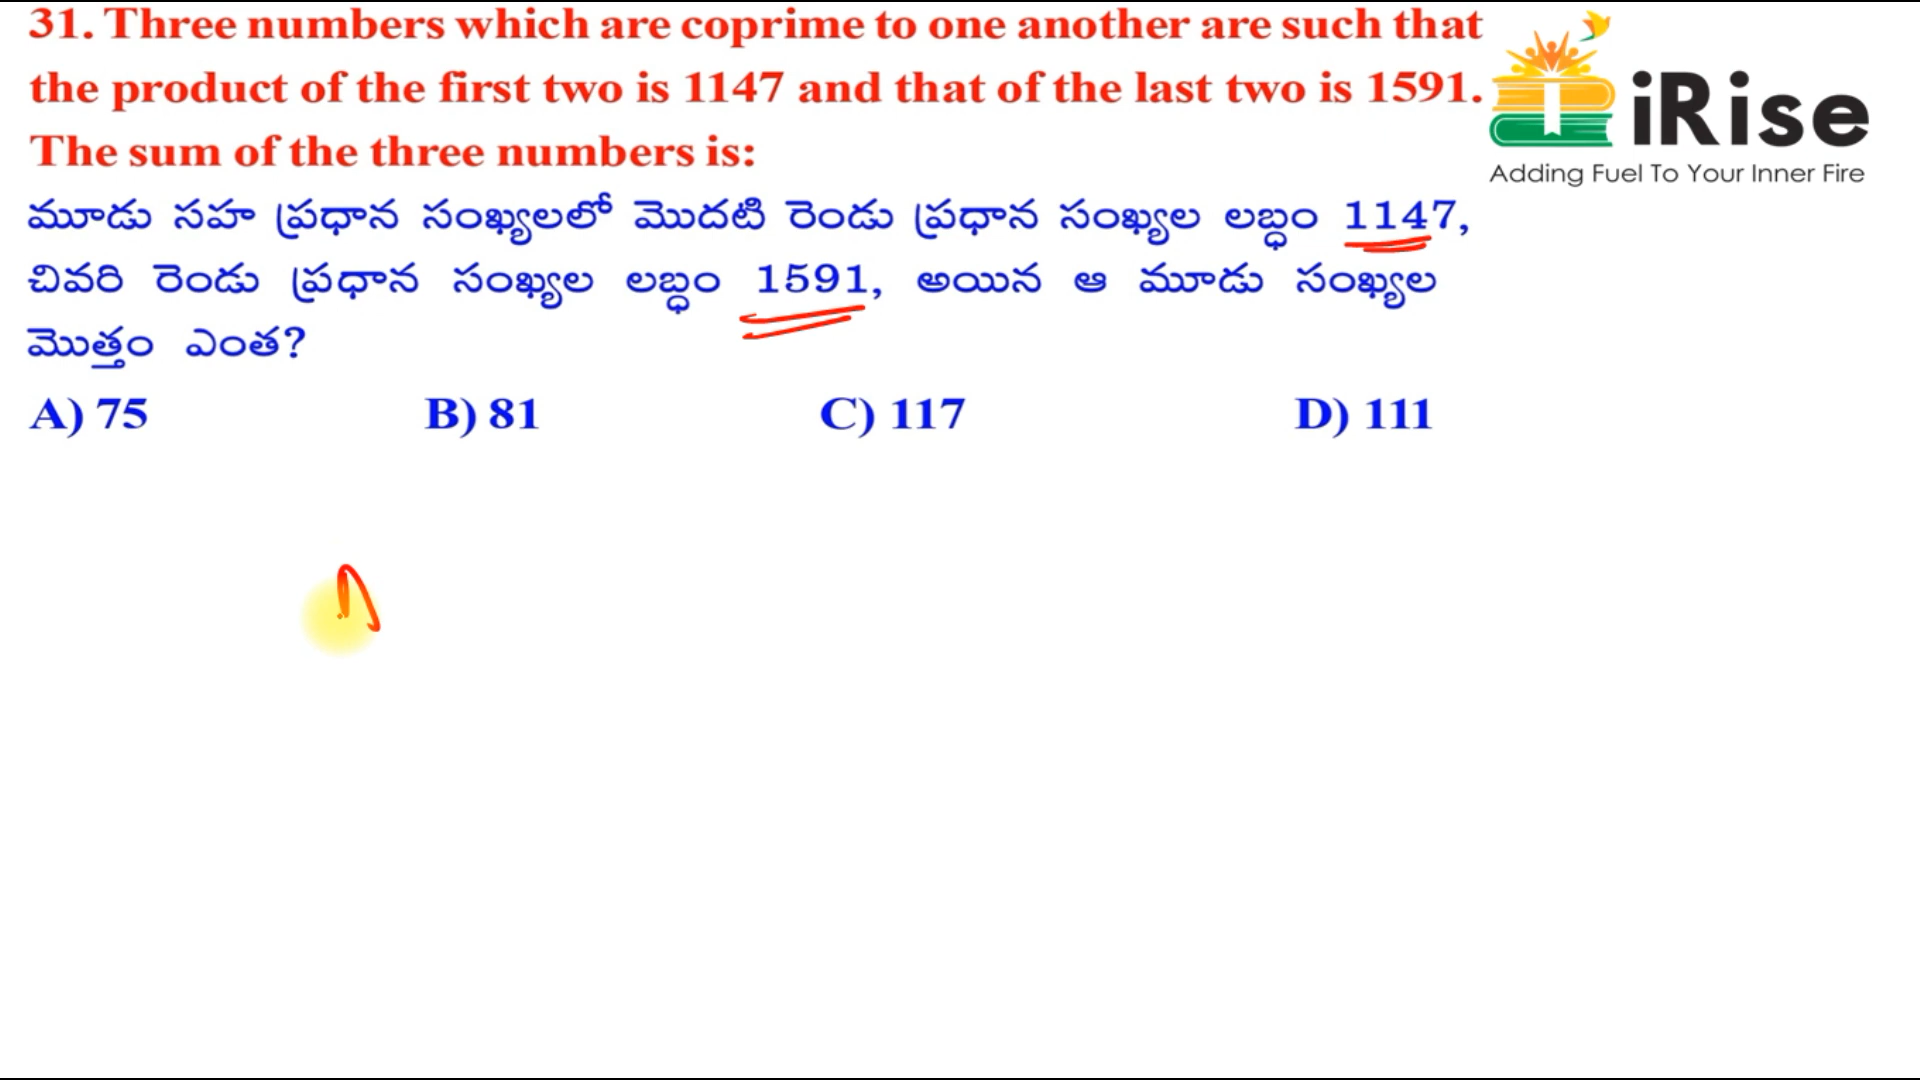 31. Three numbers which are coprime to one another are such that
the product of the first two is 1147 and that of the last two is 1591.
The sum of the three numbers is:
iRise
Adding Fuel To Your Inner Fire
మూడు సహ ప్రధాన సంఖ్యలలో మొదటి రెండు ప్రధాన సంఖ్యల లబ్ధం 1147,
చివరి రెండు ప్రధాన సంఖ్యల లబ్ధం 1591, అయిన ఆ మూడు సంఖ్యల
మొత్తం ఎంత?
A) 75 B) 81 C) 117 D) 111